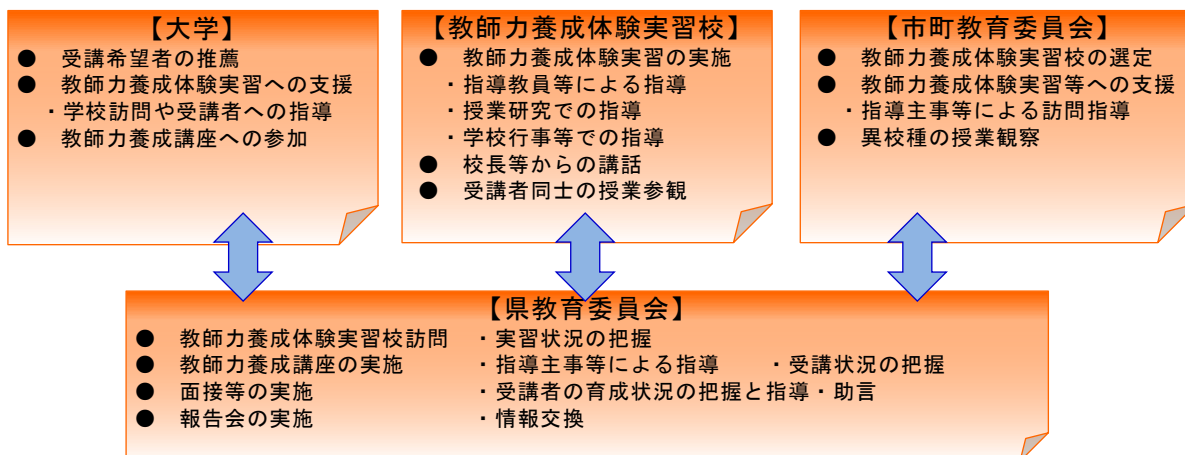 【大学】
● 受講希望者の推薦
● 教師力養成体験実習への支援
・学校訪問や受講者への指導
● 教師力養成講座への参加
【教師力養成体験実習校】
● 教師力養成体験実習の実施
・指導教員等による指導
・授業研究での指導
・学校行事等での指導
● 校長等からの講話
● 受講者同士の授業参観
【市町教育委員会】
● 教師力養成体験実習校の選定
● 教師力養成体験実習等への支援
・指導主事等による訪問指導
● 異校種の授業観察
【県教育委員会】
● 教師力養成体験実習校訪問 ・実習状況の把握
● 教師力養成講座の実施 ・指導主事等による指導 ・受講状況の把握
● 面接等の実施 ・受講者の育成状況の把握と指導・助言
● 報告会の実施 ・情報交換